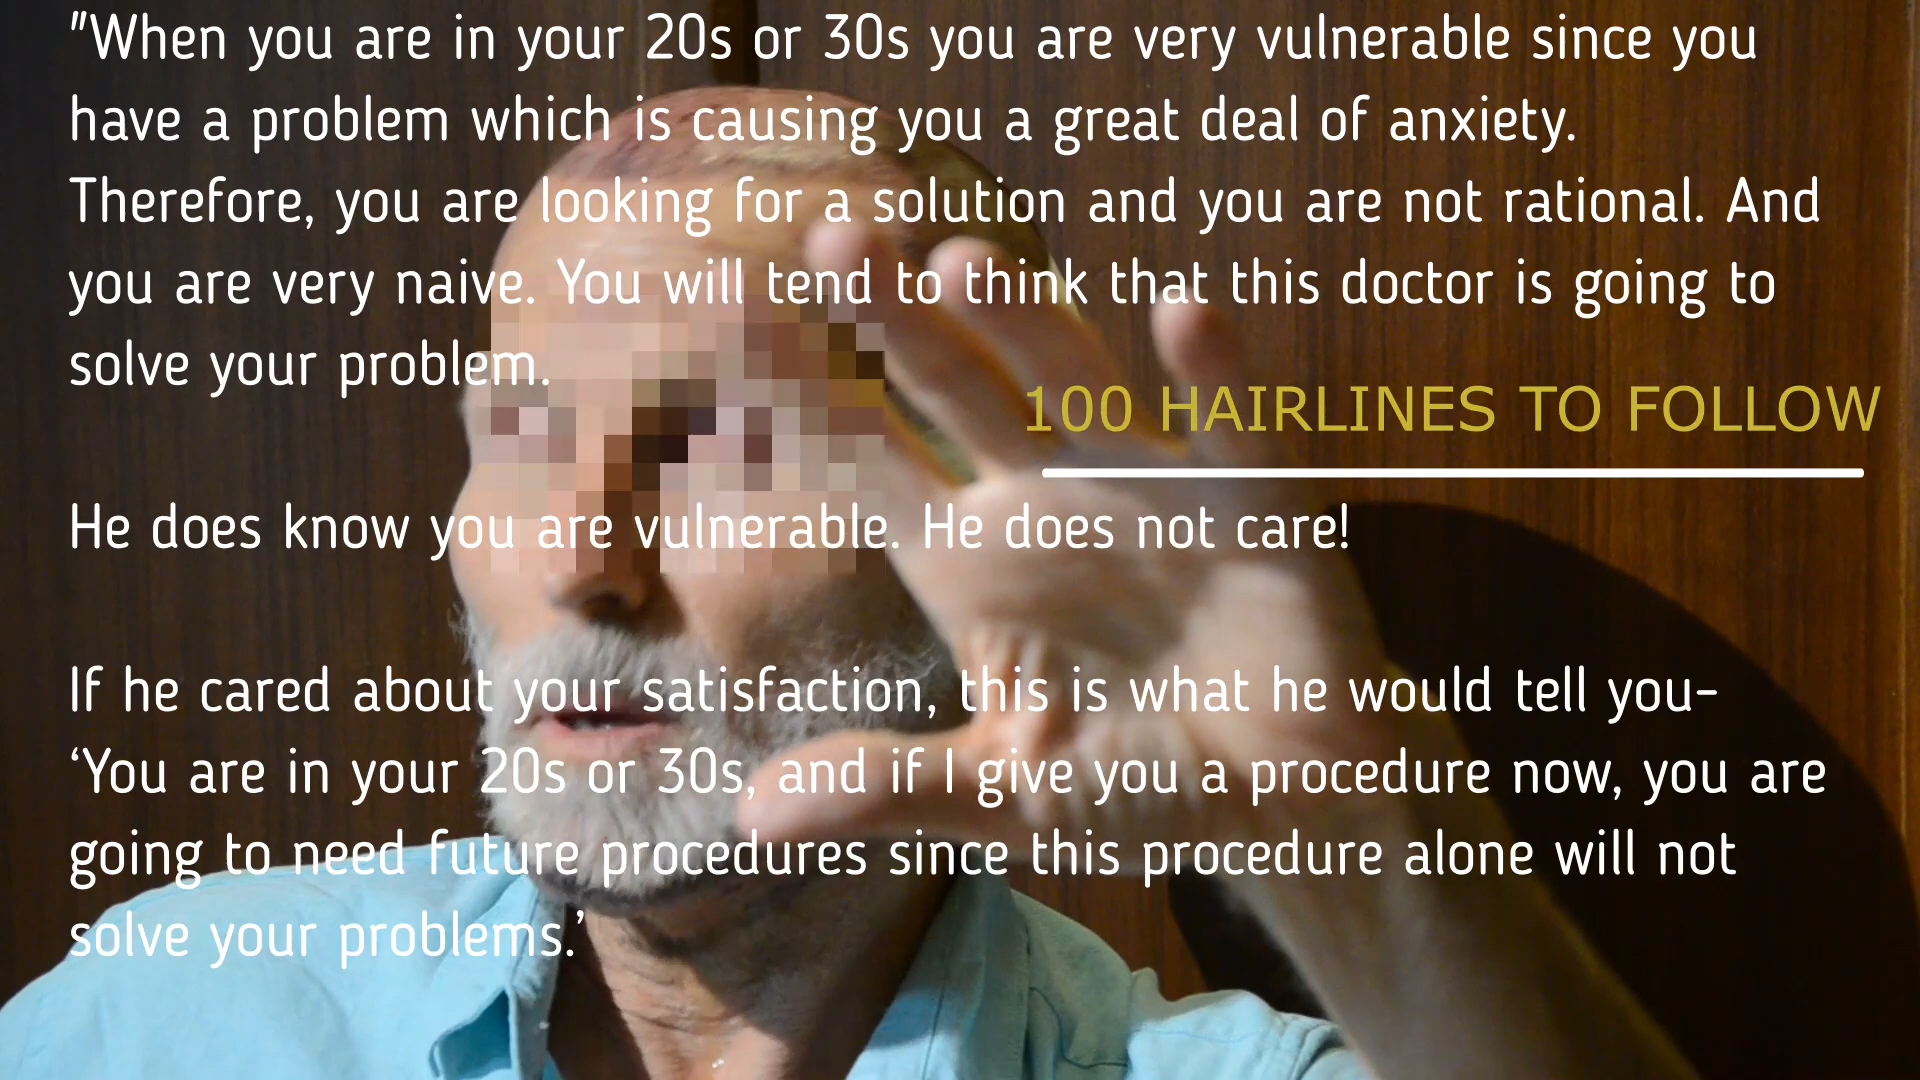 "When you are in your 20s or 30s you are very vulnerable since you
have a problem which is causing you a great deal of anxiety.
Therefore, you are looking for a solution and you are not rational. And
you are very naive. You will tend to think that this doctor is going to
solve your problem.
100 HAIRLINES TO FOLLOW
He does know you are vulnerable. He does not care!
If he cared about your satisfaction, this is what he would tell you-
‘You are in your 20s or 30s, and if I give you a procedure now, you are
going to need future procedures since this procedure alone will not
solve your problems.’